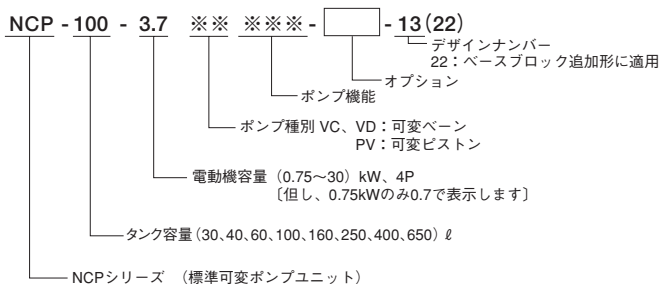 NCP - 100 - 3.7 ※※ ※※※ - - 13(22)
デザインナンバー
22：ベースブロック追加形に適用
オプション
ポンプ機能
ポンプ種別 VC、VD：可変ベーン
PV：可変ピストン
電動機容量（0.75〜30）kW、4P
〔但し、0.75kWのみ0.7で表示します〕
タンク容量(30,40,60,100,160,250,400,650) ℓ
NCPシリーズ （標準可変ポンプユニット）